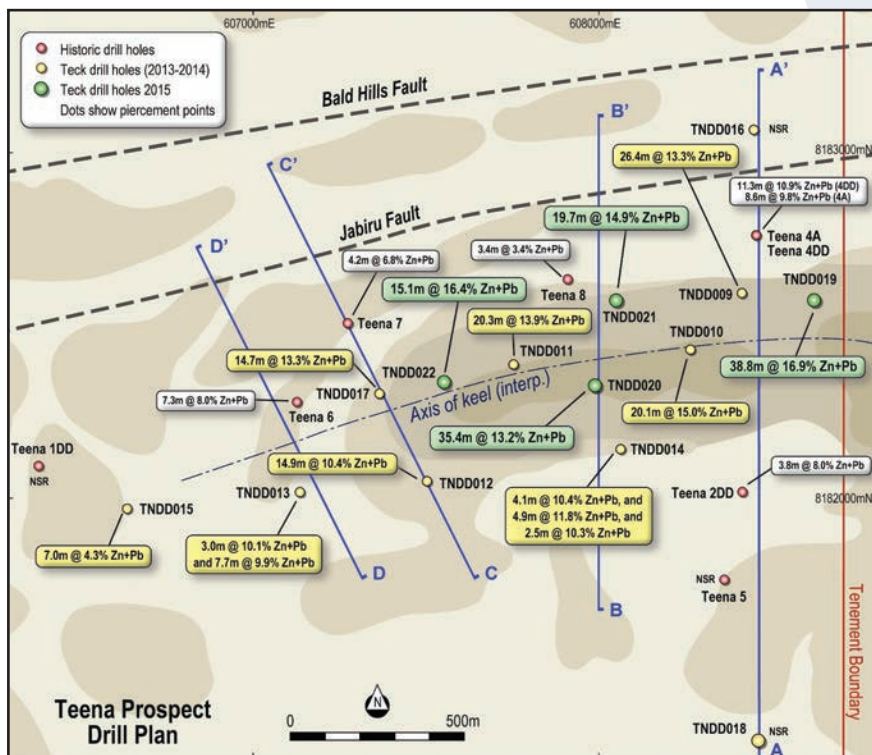 607000mE
608000mE
Historic drill holes
Teck drill holes (2013-2014)
Teck drill holes 2015
Dots show piercement points
A'
Bald Hills Fault
B'
TNDD016
NSR
8183000mN
26.4m @ 13.3% Zn+Pb
C'
11.3m @ 10.9% Zn+Pb (4DD)
8.6m @ 9.8% Zn+Pb (4A)
19.7m @ 14.9% Zn+Pb
Jabiru Fault
D'
Teena 4A
Teena 4DD
3.4m @ 3.4% Zn+Pb
4.2m @ 6.8% Zn+Pb
Teena 8
TNDD019
15.1m @ 16.4% Zn+Pb
TNDD009
TNDD021
20.3m @ 13.9% Zn+Pb
Teena 7
TNDD010
14.7m @ 13.3% Zn+Pb
TNDD011
38.8m @ 16.9% Zn+Pb
TNDD022
TNDD020
TNDD017
7.3m @ 8.0% Zn+Pb
Axis of keel (interp.)
20.1m @ 15.0% Zn+Pb
Teena 6
35.4m @ 13.2% Zn+Pb
Teena 1DD
NSR
TNDD014
14.9m @ 10.4% Zn+Pb
3.8m @ 8.0% Zn+Pb
TNDD012
TNDD013
Teena 2DD
8182000mN
4.1m @ 10.4% Zn+Pb, and
4.9m @ 11.8% Zn+Pb, and
2.5m @ 10.3% Zn+Pb
TNDD015
3.0m @ 10.1% Zn+Pb
and 7.7m @ 9.9% Zn+Pb
7.0m @ 4.3% Zn+Pb
D
C
NSR
Teena 5
B
Tenement Boundary
Teena Prospect
Drill Plan
N
0
500m
TNDD018
NSR
A